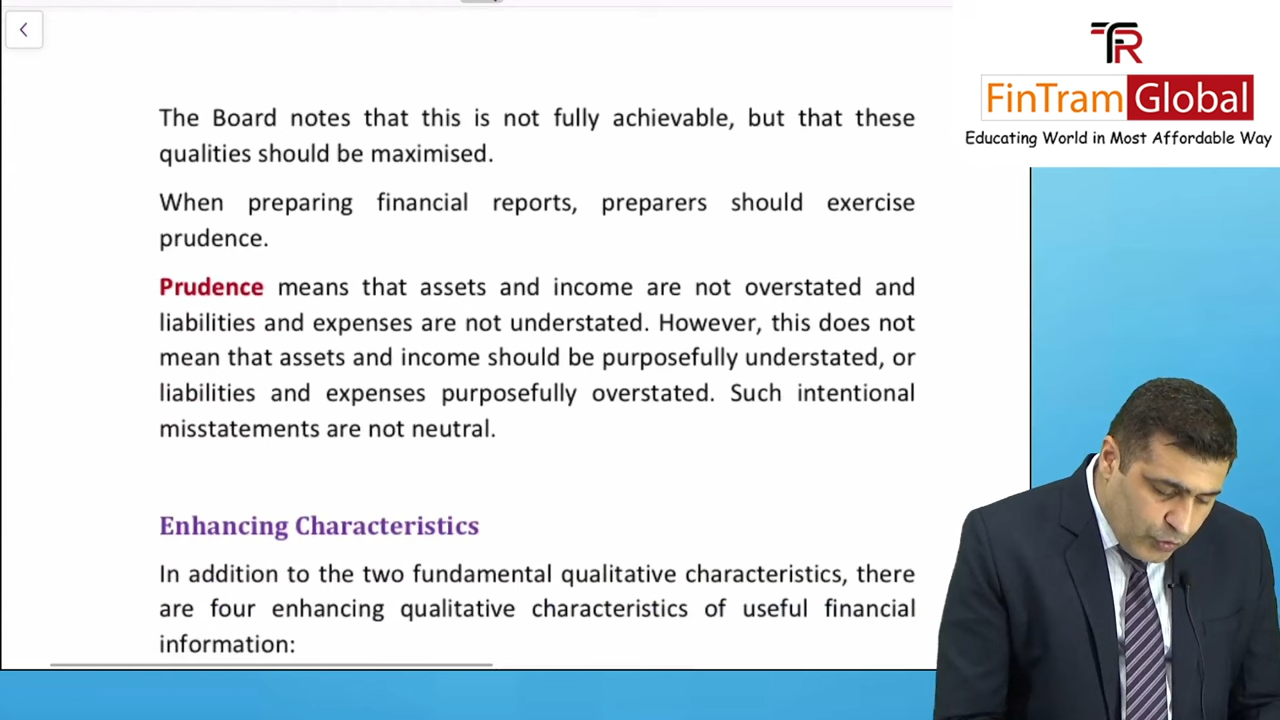 The Board notes that this is not fully achievable, but that these
qualities should be maximised.
When preparing financial reports, preparers should exercise
prudence.
Prudence means that assets and income are not overstated and
liabilities and expenses are not understated. However, this does not
mean that assets and income should be purposefully understated, or
liabilities and expenses purposefully overstated. Such intentional
misstatements are not neutral.
Enhancing Characteristics
In addition to the two fundamental qualitative characteristics, there
are four enhancing qualitative characteristics of useful financial
information:
FR
FinTram Global
Educating World in Most Affordable Way